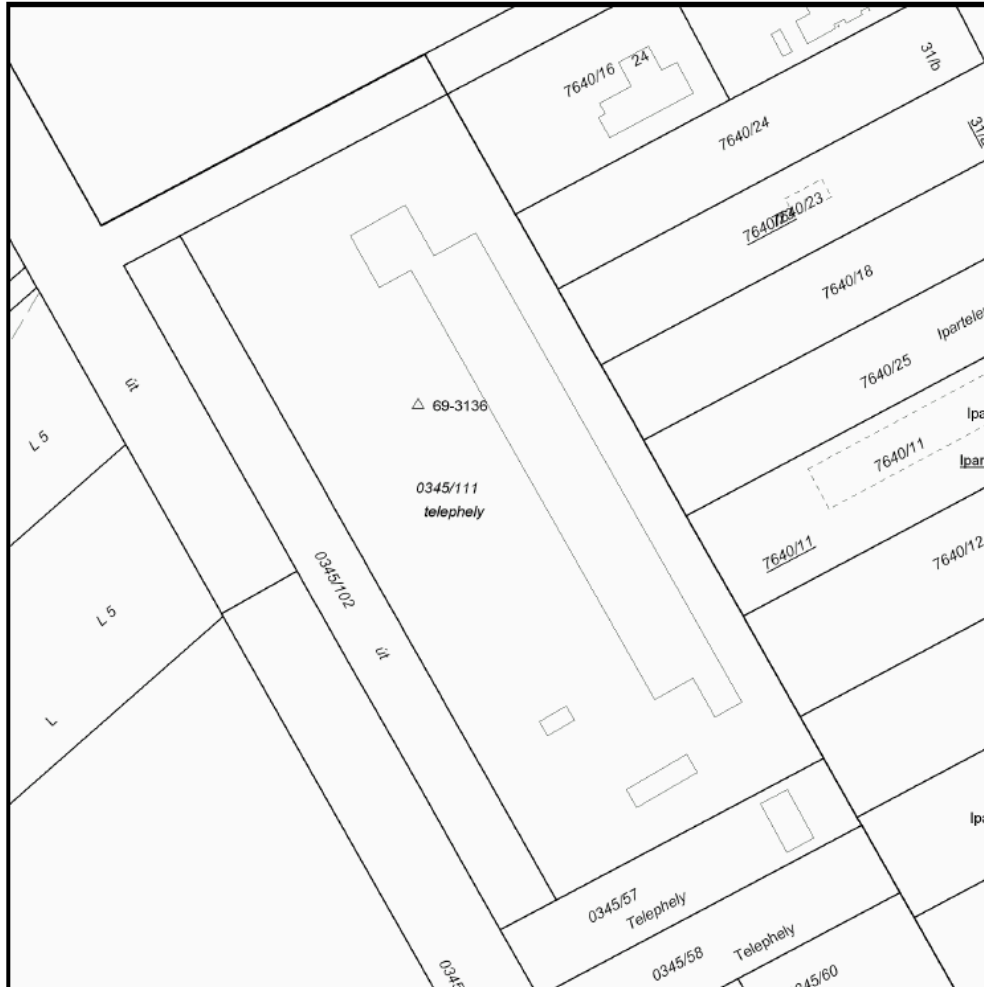 31/b
24
7640/16
7640/24
7640/23
7640/18
Ipartele
7640/25
út
69-3136
L 5
Ipa
7640/11
Ipar
0345/111
telephely
7640/12
7640/11
0345/102
L 5
út
L
Ipa
0345/57
Telephely
Telephely
0345/58
0345
345/60